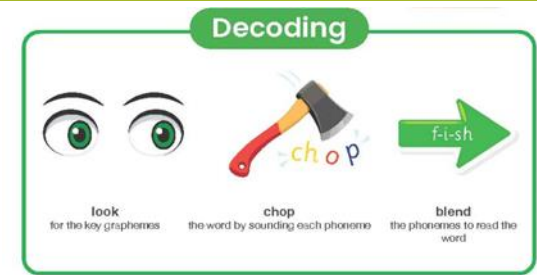 Decoding
ch o p
f-i-sh
look
for the key graphemes
chop
the word by sounding each phoneme
blend
the phonemes to read the
word